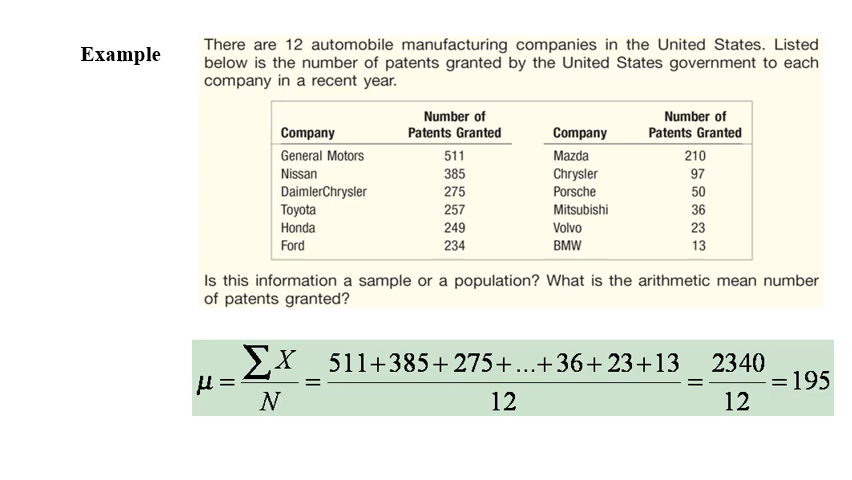 Example
There are 12 automobile manufacturing companies in the United States. Listed
below is the number of patents granted by the United States government to each
company in a recent year.
Company Number of Patents Granted Company Number of Patents Granted
General Motors 511 Mazda 210
Nissan 385 Chrysler 97
DaimlerChrysler 275 Porsche 50
Toyota 257 Mitsubishi 36
Honda 249 Volvo 23
Ford 234 BMW 13
Is this information a sample or a population? What is the arithmetic mean number
of patents granted?
μ = ∑X / N = 511+385+275+...+36+23+13 / 12 = 2340 / 12 = 195